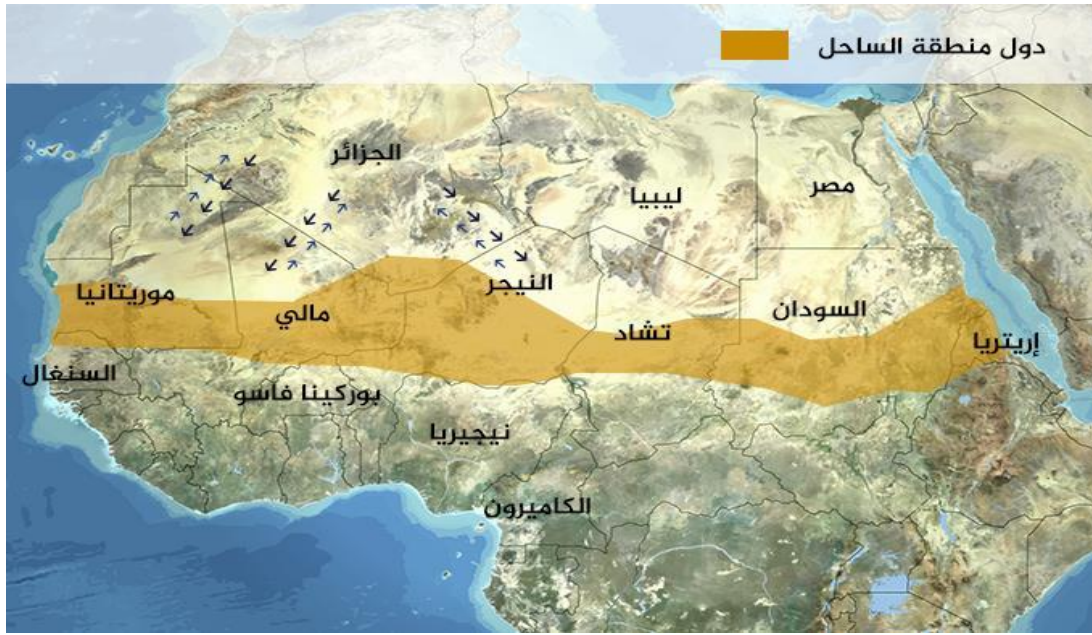 دول منطقة الساحل
الجزائر
ليبيا
مصر
موريتانيا
مالي
النيجر
تشاد
السودان
إريتريا
السنغال
بوركينا فاسو
نيجيريا
الكاميرون